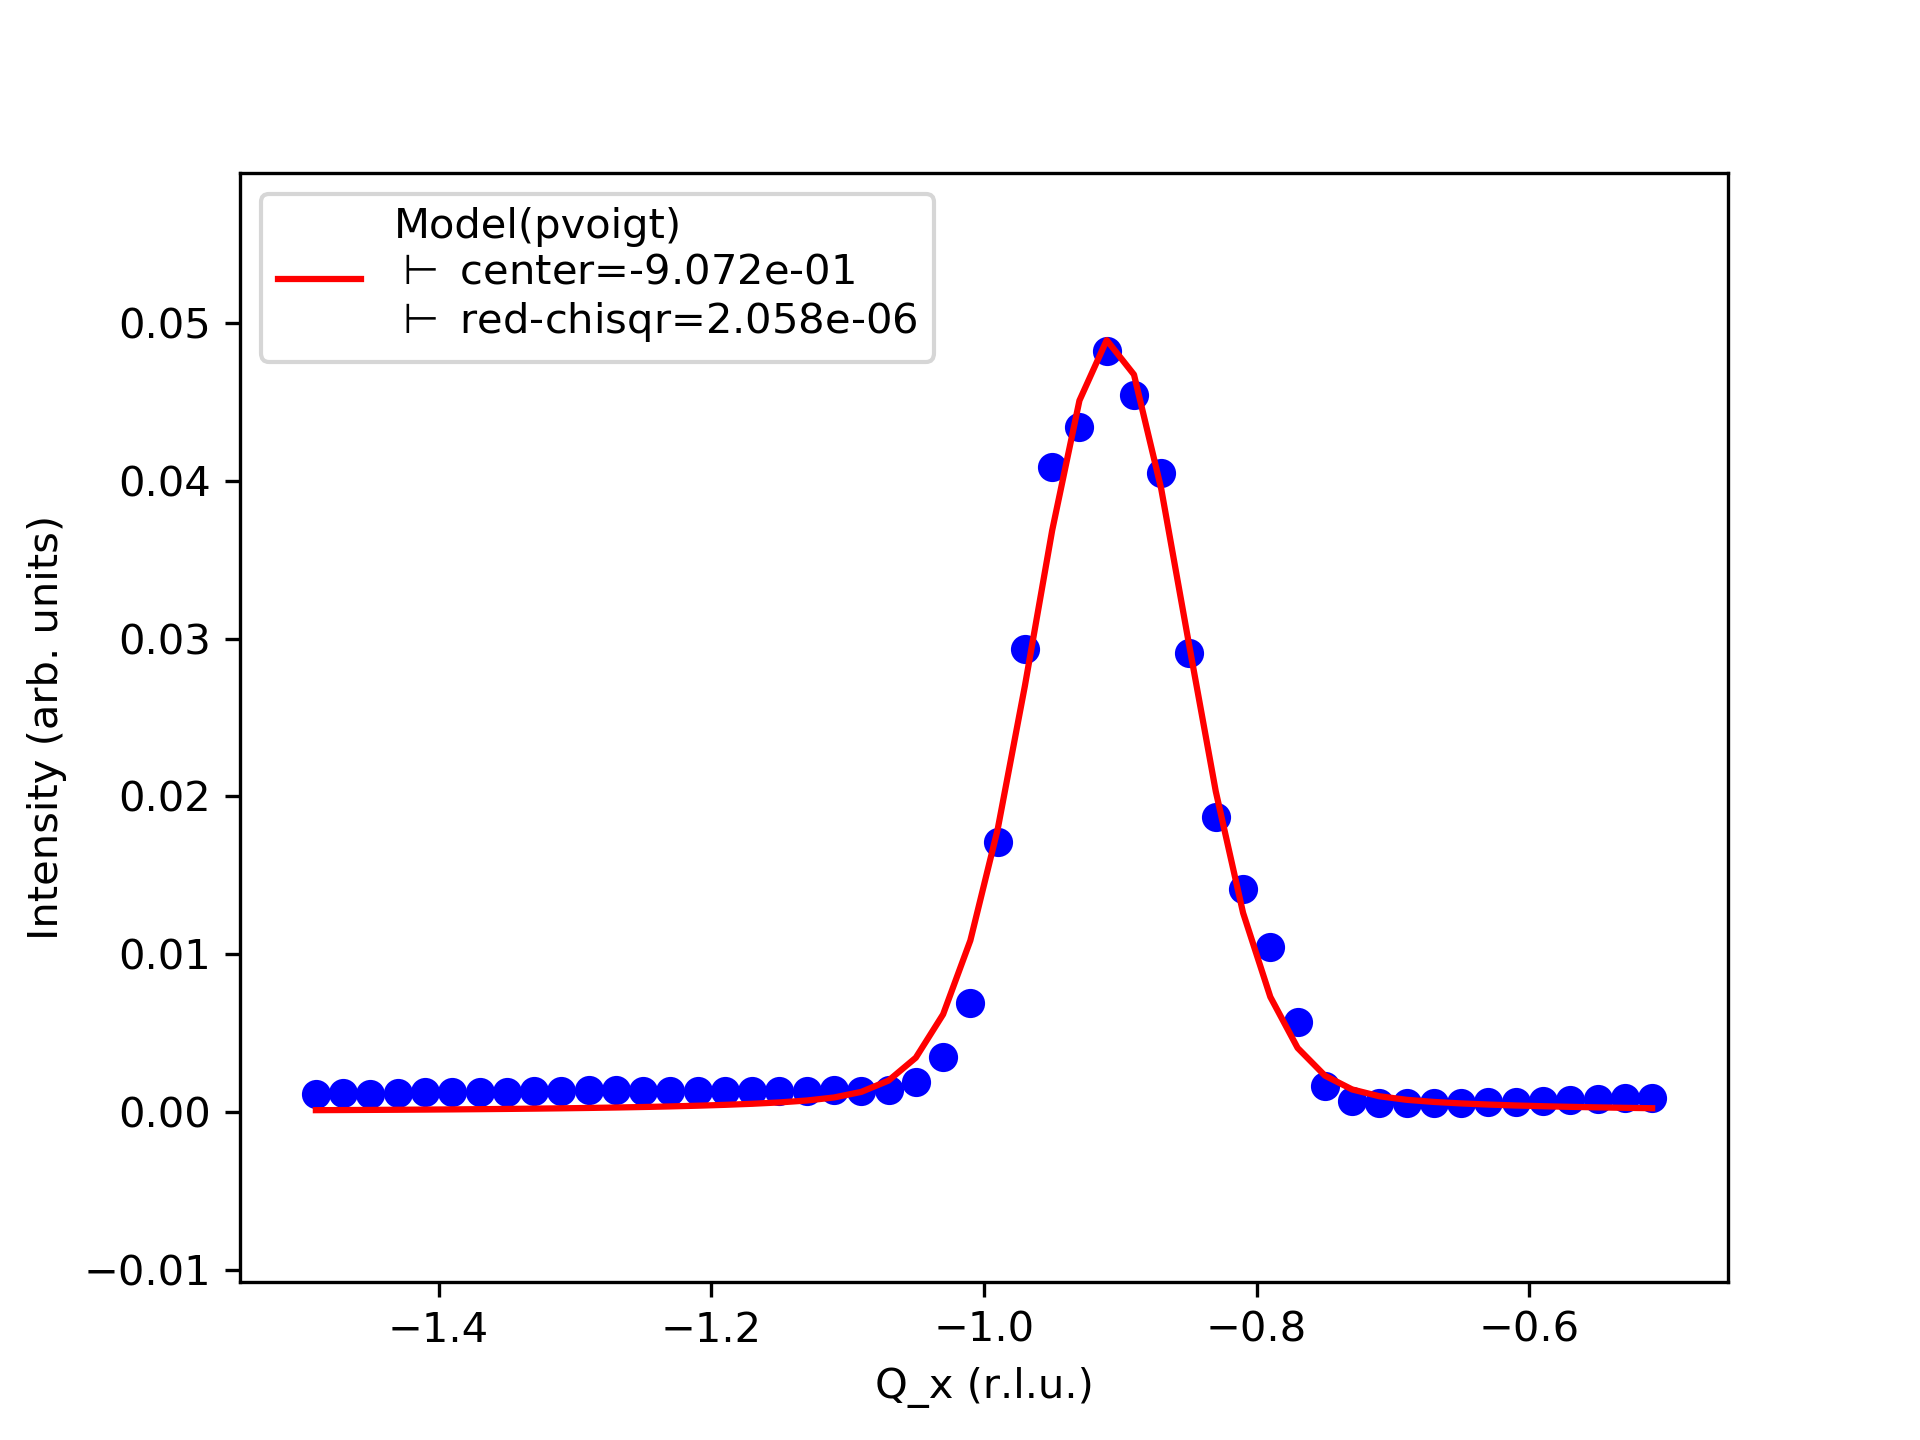 Model(pvoigt)
⊢ center=-9.072e-01
⊢ red-chisqr=2.058e-06
0.05
0.04
0.03
0.02
0.01
0.00
−0.01
Intensity (arb. units)
−1.4 −1.2 −1.0 −0.8 −0.6
Q_x (r.l.u.)